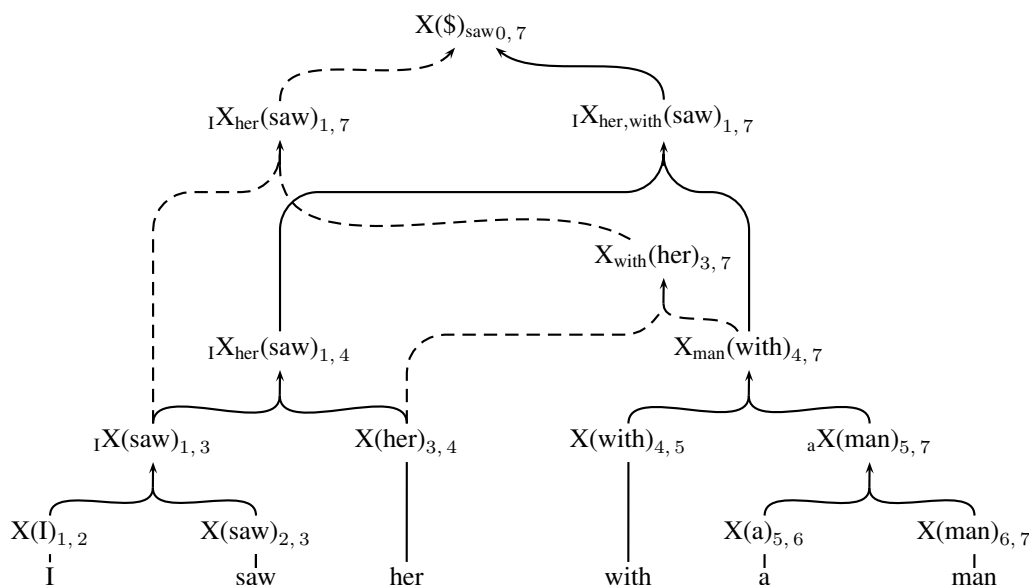 X($)saw0, 7
IXher(saw)1, 7 IXher,with(saw)1, 7
Xwith(her)3, 7
IXher(saw)1, 4 Xman(with)4, 7
IX(saw)1, 3 X(her)3, 4 X(with)4, 5 aX(man)5, 7
X(I)1, 2 X(saw)2, 3 X(a)5, 6 X(man)6, 7
I saw her with a man